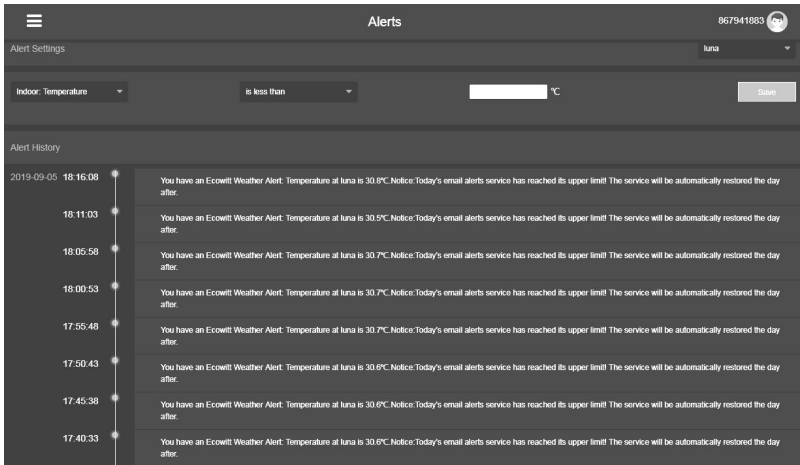 Alerts
867941883
Alert Settings
luna
Indoor: Temperature
is less than
℃
Save
Alert History
2019-09-05 18:16:08
You have an Ecowitt Weather Alert: Temperature at luna is 30.8℃.Notice:Today's email alerts service has reached its upper limit! The service will be automatically restored the day
after.
18:11:03
You have an Ecowitt Weather Alert: Temperature at luna is 30.5℃.Notice:Today's email alerts service has reached its upper limit! The service will be automatically restored the day
after.
18:05:58
You have an Ecowitt Weather Alert: Temperature at luna is 30.7℃.Notice:Today's email alerts service has reached its upper limit! The service will be automatically restored the day
after.
18:00:53
You have an Ecowitt Weather Alert: Temperature at luna is 30.7℃.Notice:Today's email alerts service has reached its upper limit! The service will be automatically restored the day
after.
17:55:48
You have an Ecowitt Weather Alert: Temperature at luna is 30.7℃.Notice:Today's email alerts service has reached its upper limit! The service will be automatically restored the day
after.
17:50:43
You have an Ecowitt Weather Alert: Temperature at luna is 30.6℃.Notice:Today's email alerts service has reached its upper limit! The service will be automatically restored the day
after.
17:45:38
You have an Ecowitt Weather Alert: Temperature at luna is 30.6℃.Notice:Today's email alerts service has reached its upper limit! The service will be automatically restored the day
after.
17:40:33
You have an Ecowitt Weather Alert: Temperature at luna is 30.6℃.Notice:Today's email alerts service has reached its upper limit! The service will be automatically restored the day
after.